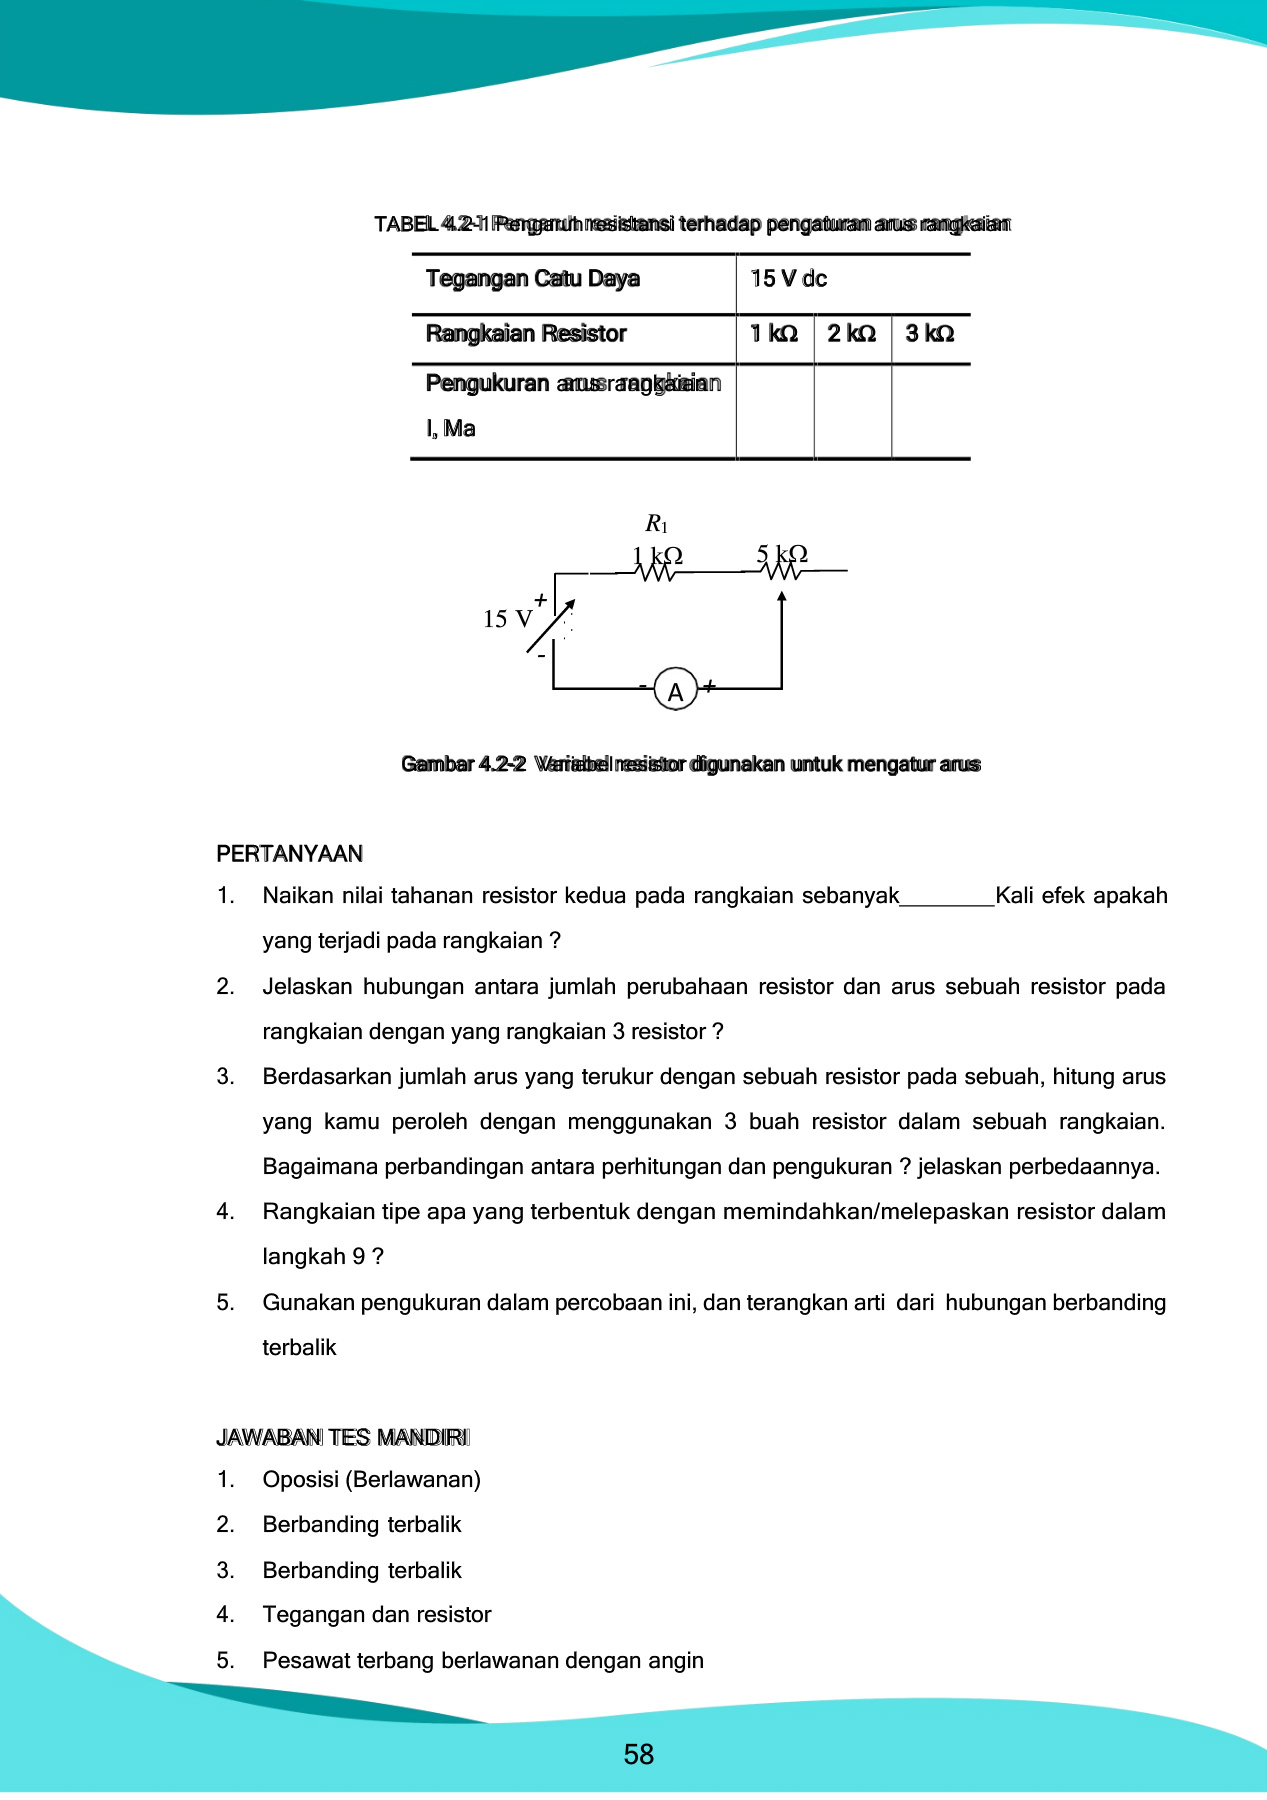 TABEL 4.2-1 Pengaruh resistansi terhadap pengaturan arus rangkaian
Tegangan Catu Daya 15 V dc
Rangkaian Resistor 1 kΩ 2 kΩ 3 kΩ
Pengukuran arus rangkaian
I, Ma
R1
1 kΩ 5 kΩ
+
15 V
-
- A +
Gambar 4.2-2 Variabel resistor digunakan untuk mengatur arus
PERTANYAAN
1. Naikan nilai tahanan resistor kedua pada rangkaian sebanyak________Kali efek apakah
yang terjadi pada rangkaian ?
2. Jelaskan hubungan antara jumlah perubahaan resistor dan arus sebuah resistor pada
rangkaian dengan yang rangkaian 3 resistor ?
3. Berdasarkan jumlah arus yang terukur dengan sebuah resistor pada sebuah, hitung arus
yang kamu peroleh dengan menggunakan 3 buah resistor dalam sebuah rangkaian.
Bagaimana perbandingan antara perhitungan dan pengukuran ? jelaskan perbedaannya.
4. Rangkaian tipe apa yang terbentuk dengan memindahkan/melepaskan resistor dalam
langkah 9 ?
5. Gunakan pengukuran dalam percobaan ini, dan terangkan arti dari hubungan berbanding
terbalik
JAWABAN TES MANDIRI
1. Oposisi (Berlawanan)
2. Berbanding terbalik
3. Berbanding terbalik
4. Tegangan dan resistor
5. Pesawat terbang berlawanan dengan angin
58